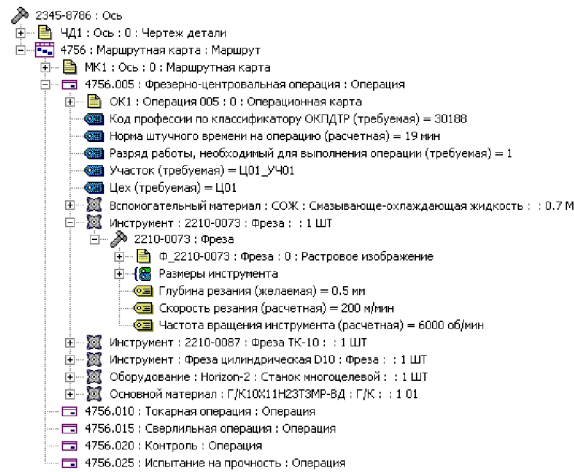 2345-8786 : Ось
ЧД1 : Ось : 0 : Чертеж детали
4756 : Маршрутная карта : Маршрут
МК1 : Ось : 0 : Маршрутная карта
4756.005 : Фрезерно-центровальная операция : Операция
ОК1 : Операция 005 : 0 : Операционная карта
Код профессии по классификатору ОКПДТР (требуемая) = 30188
Норма штучного времени на операцию (расчетная) = 19 мин
Разряд работы, необходимый для выполнения операции (требуемая) = 1
Участок (требуемая) = Ц01_УЧ01
Цех (требуемая) = Ц01
Вспомогательный материал : СОЖ : Смазывающе-охлаждающая жидкость : : 0.7 М
Инструмент : 2210-0073 : Фреза : : 1 ШТ
2210-0073 : Фреза
Ф_2210-0073 : Фреза : 0 : Растровое изображение
Размеры инструмента
Глубина резания (желаемая) = 0.5 мм
Скорость резания (расчетная) = 200 м/мин
Частота вращения инструмента (расчетная) = 6000 об/мин
Инструмент : 2210-0087 : Фреза ТК-10 : : 1 ШТ
Инструмент : Фреза цилиндрическая D10 : Фреза : : 1 ШТ
Оборудование : Horizon-2 : Станок многоцелевой : : 1 ШТ
Основной материал : Г/К10Х11Н23Т3МР-ВД : Г/К : : 1 01
4756.010 : Токарная операция : Операция
4756.015 : Сверлильная операция : Операция
4756.020 : Контроль : Операция
4756.025 : Испытание на прочность : Операция